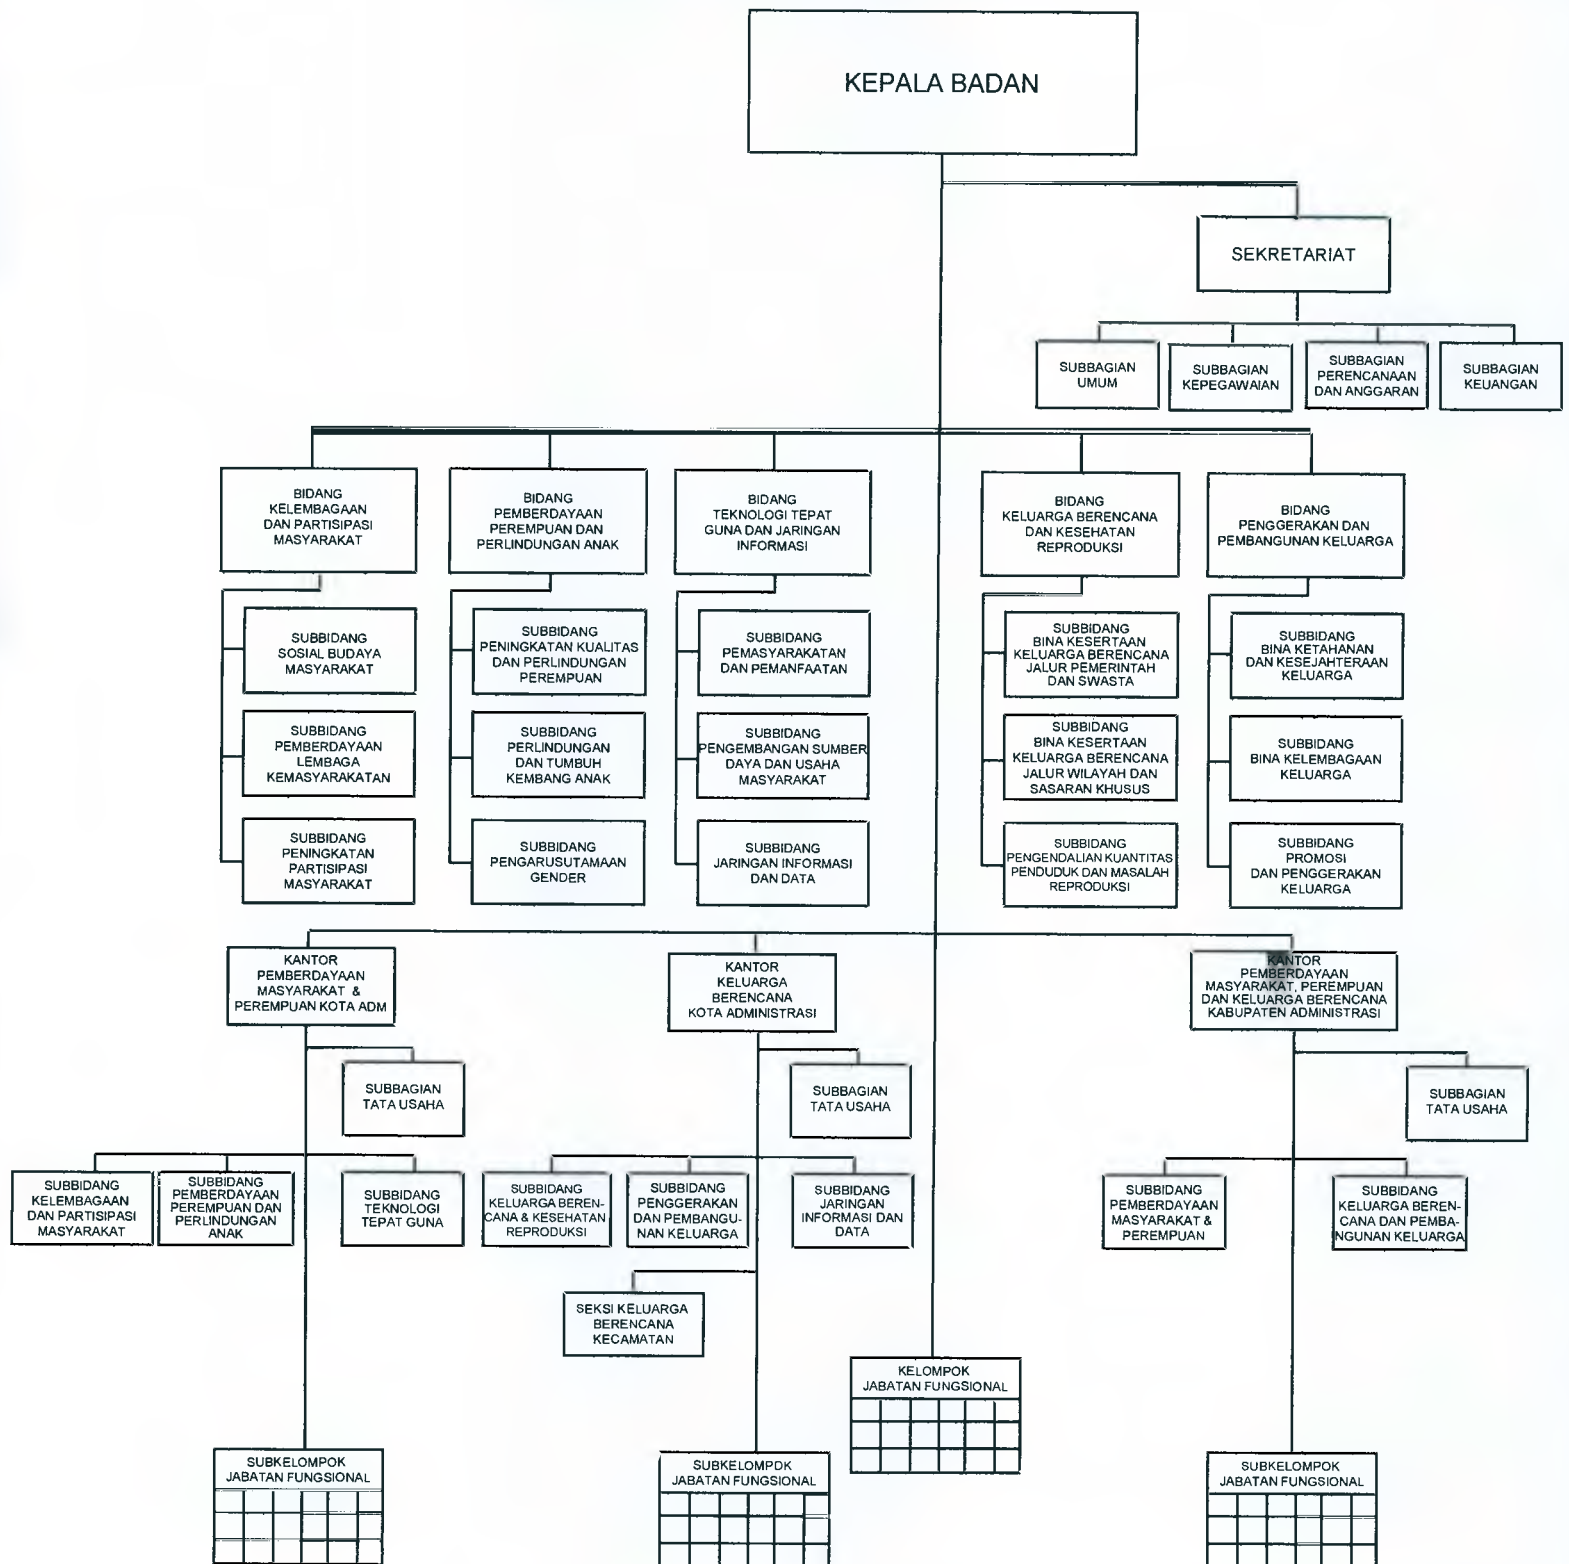 KEPALA BADAN
SEKRETARIAT
SUBBAGIAN
UMUM
SUBBAGIAN
KEPEGAWAIAN
SUBBAGIAN
PERENCANAAN
DAN ANGGARAN
SUBBAGIAN
KEUANGAN
BIDANG
KELEMBAGAAN
DAN PARTISIPASI
MASYARAKAT
BIDANG
PEMBERDAYAAN
PEREMPUAN DAN
PERLINDUNGAN ANAK
BIDANG
TEKNOLOGI TEPAT
GUNA DAN JARINGAN
INFORMASI
BIDANG
KELUARGA BERENCANA
DAN KESEHATAN
REPRODUKSI
BIDANG
PENGGERAKAN DAN
PEMBANGUNAN KELUARGA
SUBBIDANG
SOSIAL BUDAYA
MASYARAKAT
SUBBIDANG
PENINGKATAN KUALITAS
DAN PERLINDUNGAN
PEREMPUAN
SUBBIDANG
PEMASYARAKATAN
DAN PEMANFAATAN
SUBBIDANG
BINA KESERTAAN
KELUARGA BERENCANA
JALUR PEMERINTAH
DAN SWASTA
SUBBIDANG
BINA KETAHANAN
DAN KESEJAHTERAAN
KELUARGA
SUBBIDANG
PEMBERDAYAAN
LEMBAGA
KEMASYARAKATAN
SUBBIDANG
PERLINDUNGAN
DAN TUMBUH
KEMBANG ANAK
SUBBIDANG
PENGEMBANGAN SUMBER
DAYA DAN USAHA
MASYARAKAT
SUBBIDANG
BINA KESERTAAN
KELUARGA BERENCANA
JALUR WILAYAH DAN
SASARAN KHUSUS
SUBBIDANG
BINA KELEMBAGAAN
KELUARGA
SUBBIDANG
PENINGKATAN
PARTISIPASI
MASYARAKAT
SUBBIDANG
PENGARUSUTAMAAN
GENDER
SUBBIDANG
JARINGAN INFORMASI
DAN DATA
SUBBIDANG
PENGENDALIAN KUANTITAS
PENDUDUK DAN MASALAH
REPRODUKSI
SUBBIDANG
PROMOSI
DAN PENGGERAKAN
KELUARGA
KANTOR
PEMBERDAYAAN
MASYARAKAT &
PEREMPUAN KOTA ADM
KANTOR
KELUARGA
BERENCANA
KOTA ADMINISTRASI
KANTOR
PEMBERDAYAAN
MASYARAKAT, PEREMPUAN
DAN KELUARGA BERENCANA
KABUPATEN ADMINISTRASI
SUBBAGIAN
TATA USAHA
SUBBAGIAN
TATA USAHA
SUBBAGIAN
TATA USAHA
SUBBIDANG
KELEMBAGAAN
DAN PARTISIPASI
MASYARAKAT
SUBBIDANG
PEMBERDAYAAN
PEREMPUAN DAN
PERLINDUNGAN
ANAK
SUBBIDANG
TEKNOLOGI
TEPAT GUNA
SUBBIDANG
KELUARGA BEREN-
CANA & KESEHATAN
REPRODUKSI
SUBBIDANG
PENGGERAKAN
DAN PEMBANGU-
NAN KELUARGA
SUBBIDANG
JARINGAN
INFORMASI DAN
DATA
SUBBIDANG
PEMBERDAYAAN
MASYARAKAT &
PEREMPUAN
SUBBIDANG
KELUARGA BEREN-
CANA DAN PEMBA-
NGUNAN KELUARGA
SEKSI KELUARGA
BERENCANA
KECAMATAN
KELOMPOK
JABATAN FUNGSIONAL
SUBKELOMPOK
JABATAN FUNGSIONAL
SUBKELOMPOK
JABATAN FUNGSIONAL
SUBKELOMPOK
JABATAN FUNGSIONAL